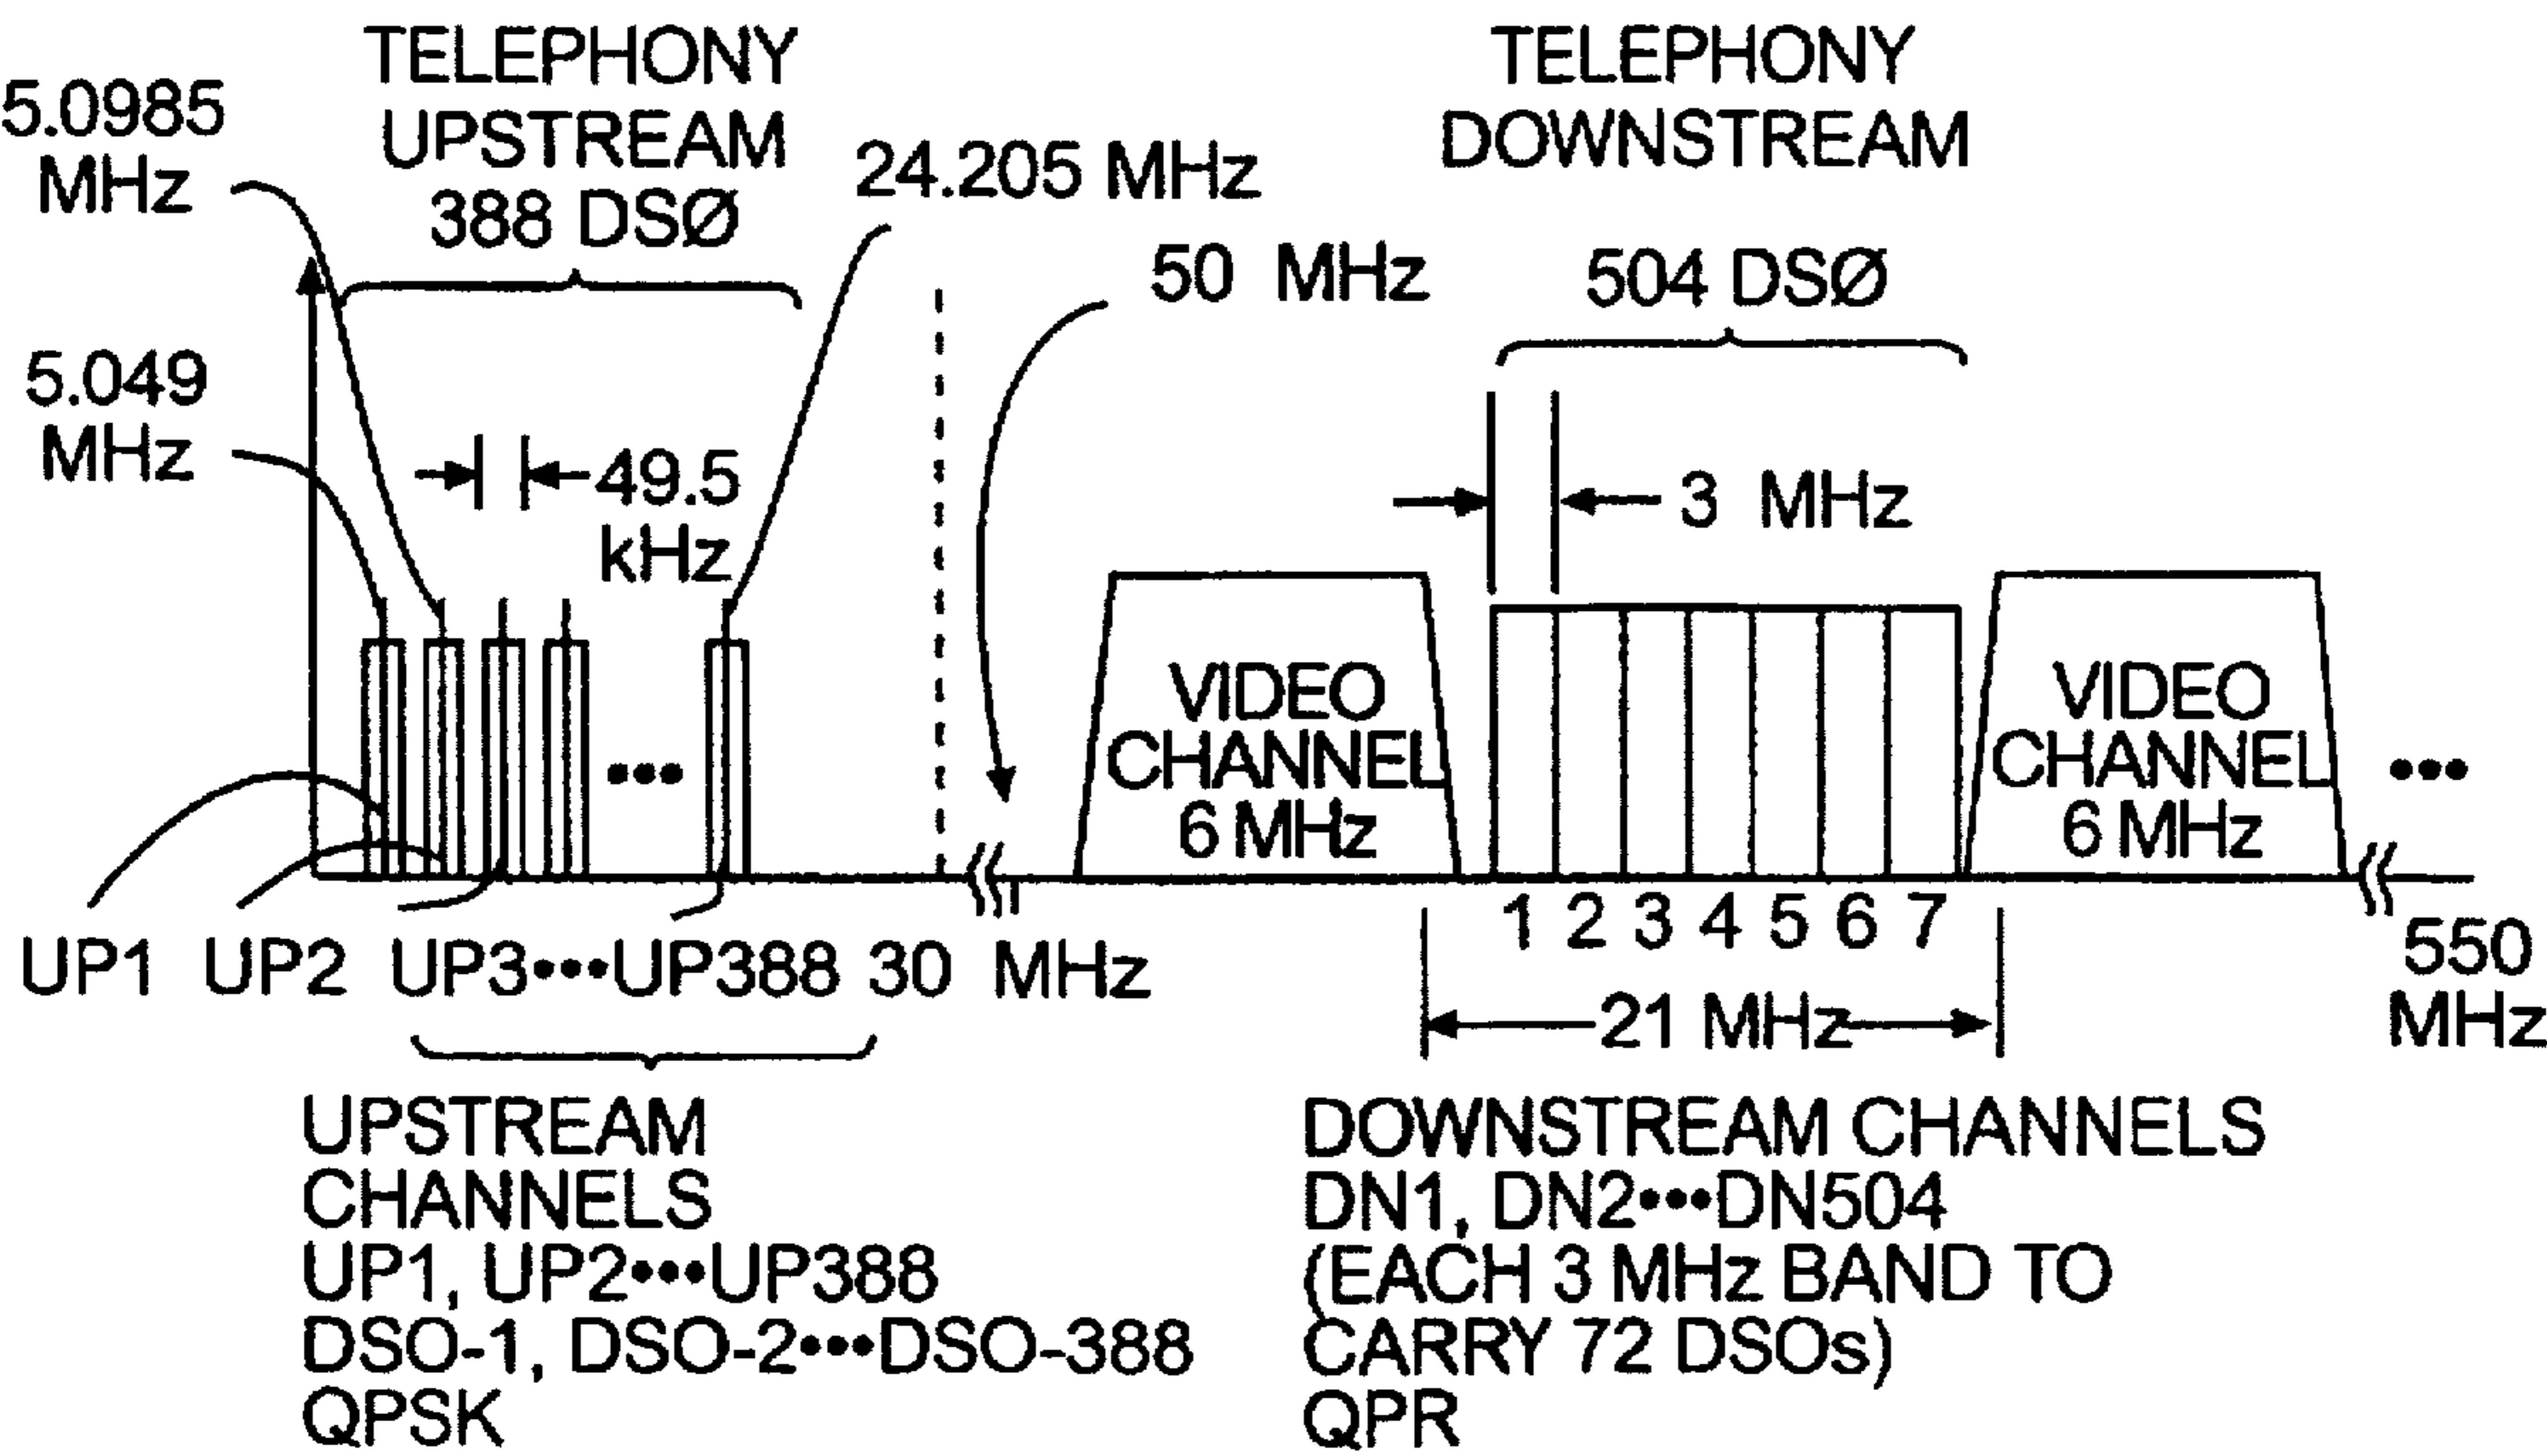 TELEPHONY
UPSTREAM
388 DSØ
5.0985
MHz
24.205 MHz
5.049
MHz
49.5
kHz
50 MHz
TELEPHONY
DOWNSTREAM
504 DSØ
3 MHz
VIDEO
CHANNEL
6 MHz
VIDEO
CHANNEL
6 MHz
•••
•••
UP1 UP2 UP3•••UP388 30 MHz
1 2 3 4 5 6 7
21 MHz
550
MHz
UPSTREAM
CHANNELS
UP1, UP2•••UP388
DSO-1, DSO-2•••DSO-388
QPSK
DOWNSTREAM CHANNELS
DN1, DN2•••DN504
(EACH 3 MHz BAND TO
CARRY 72 DSOs)
QPR